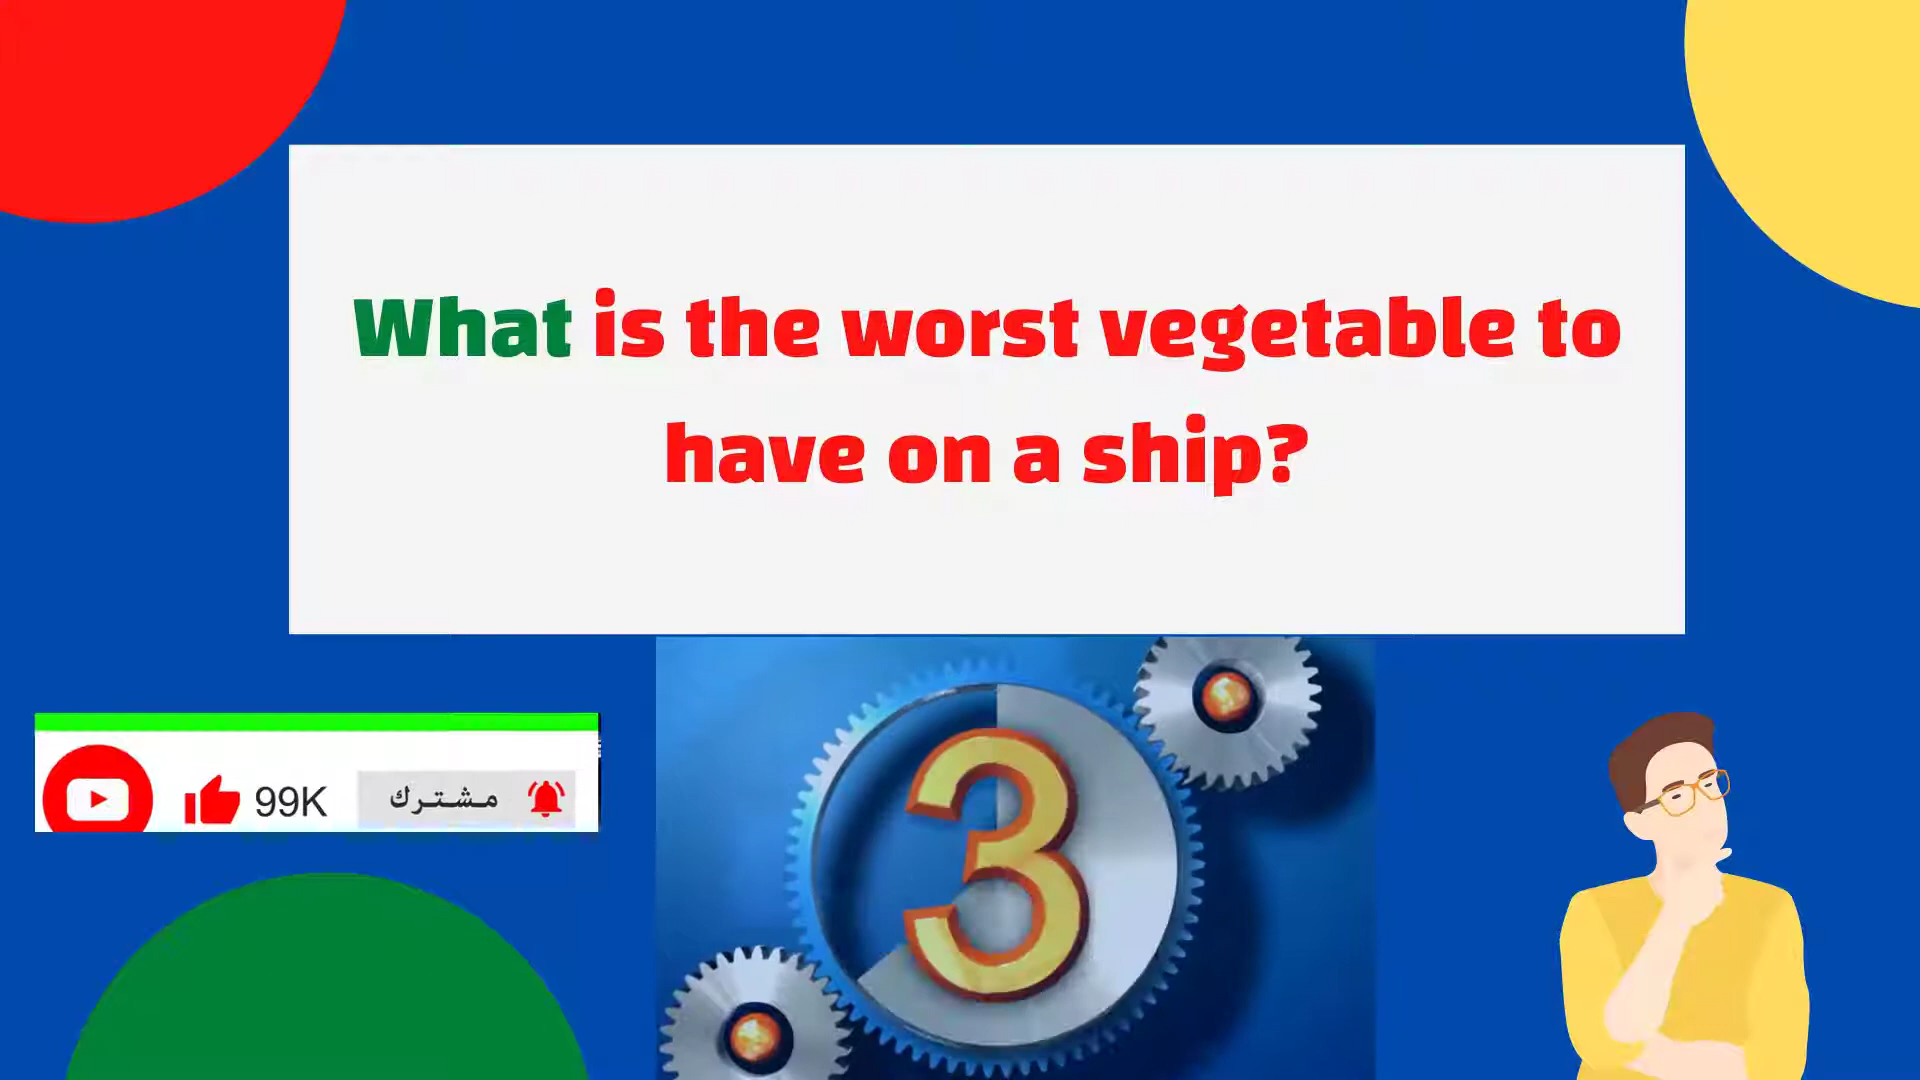 What is the worst vegetable to
have on a ship?
99K
مشترك
3